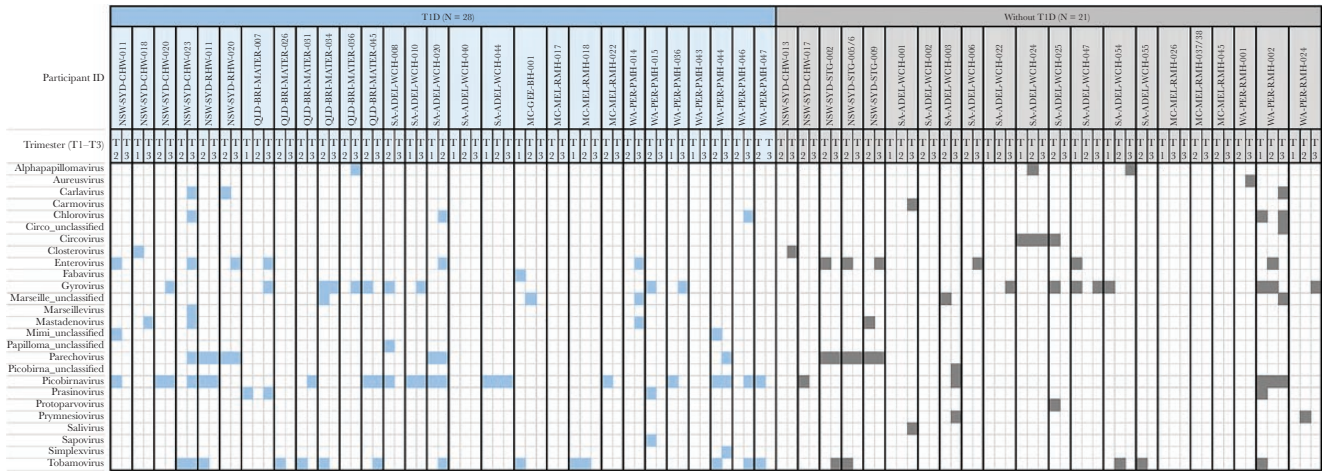 T1D (N = 28) Without T1D (N = 21)
Participant ID
NSW-SYD-CHW-011
NSW-SYD-CHW-018
NSW-SYD-CHW-020
NSW-SYD-CHW-023
NSW-SYD-RHW-011
NSW-SYD-RHW-020
QLD-BRI-MATER-007
QLD-BRI-MATER-026
QLD-BRI-MATER-031
QLD-BRI-MATER-034
QLD-BRI-MATER-036
QLD-BRI-MATER-045
SA-ADEL-WCH-008
SA-ADEL-WCH-010
SA-ADEL-WCH-020
SA-ADEL-WCH-040
SA-ADEL-WCH-044
MC-GEE-BH-001
MC-MEL-RMH-017
MC-MEL-RMH-018
MC-MEL-RMH-022
WA-PER-PMH-014
WA-PER-PMH-015
WA-PER-PMH-036
WA-PER-PMH-043
WA-PER-PMH-044
WA-PER-PMH-046
WA-PER-PMH-047
NSW-SYD-CHW-013
NSW-SYD-CHW-017
NSW-SYD-STG-002
NSW-SYD-STG-005/6
NSW-SYD-STG-009
SA-ADEL-WCH-001
SA-ADEL-WCH-002
SA-ADEL-WCH-003
SA-ADEL-WCH-006
SA-ADEL-WCH-022
SA-ADEL-WCH-024
SA-ADEL-WCH-025
SA-ADEL-WCH-047
SA-ADEL-WCH-054
SA-ADEL-WCH-055
MC-MEL-RMH-026
MC-MEL-RMH-037/38
MC-MEL-RMH-045
WA-PER-RMH-001
WA-PER-RMH-002
WA-PER-RMH-024
Trimester (T1–T3)
Alphapapillomavirus
Aureusvirus
Carlavirus
Carmovirus
Chlorovirus
Circo_unclassified
Circovirus
Closterovirus
Enterovirus
Fabavirus
Gyrovirus
Marseille_unclassified
Marseillevirus
Mastadenovirus
Mimi_unclassified
Papilloma_unclassified
Parechovirus
Picobirna_unclassified
Picobirnavirus
Prasinovirus
Protoparvovirus
Prymnesiovirus
Salivirus
Sapovirus
Simplexvirus
Tobamovirus